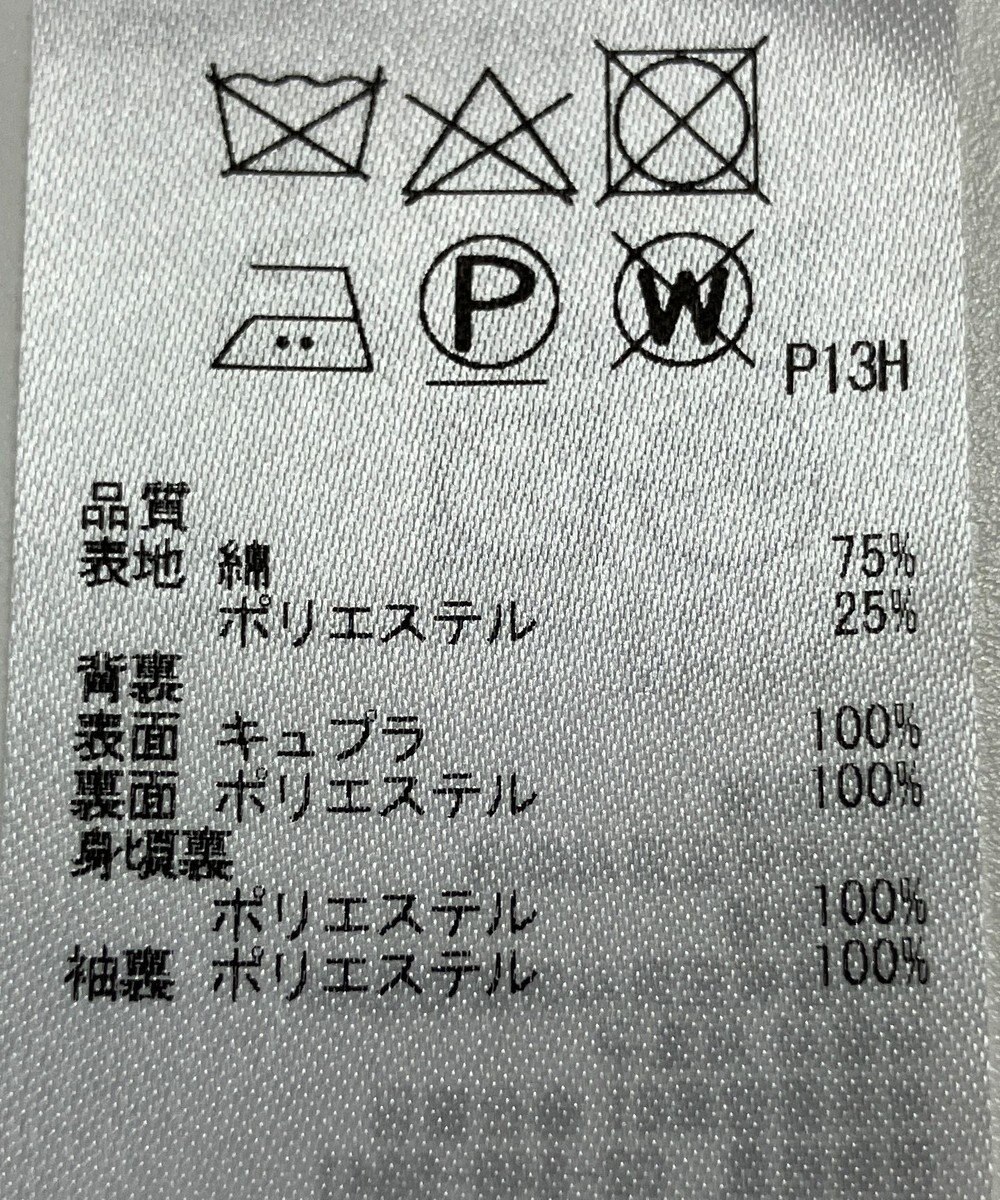 P
W
P13H
品質
表地 綿 75%
ポリエステル 25%
背裏
表面 キュプラ 100%
裏面 ポリエステル 100%
身頃裏
ポリエステル 100%
袖裏 ポリエステル 100%